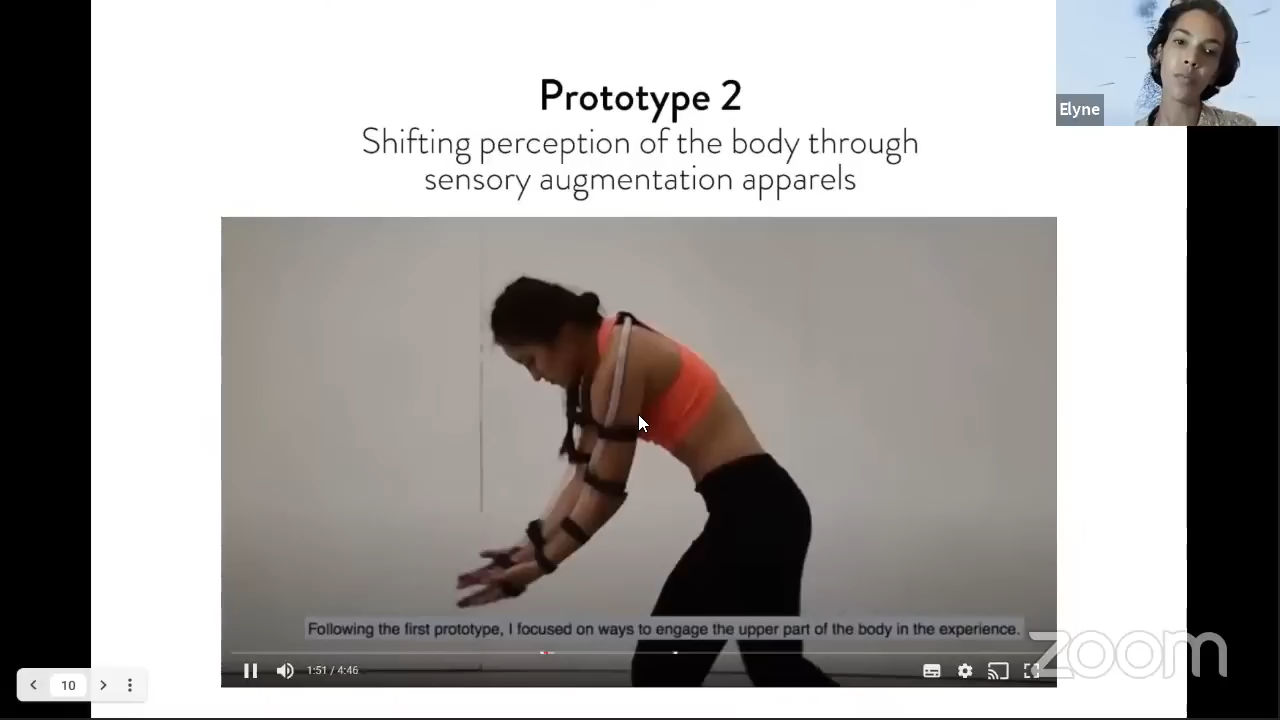 Prototype 2
Shifting perception of the body through
sensory augmentation apparels
Elyne
Following the first prototype, I focused on ways to engage the upper part of the body in the experience.
1:51 / 4:46
10
zoom